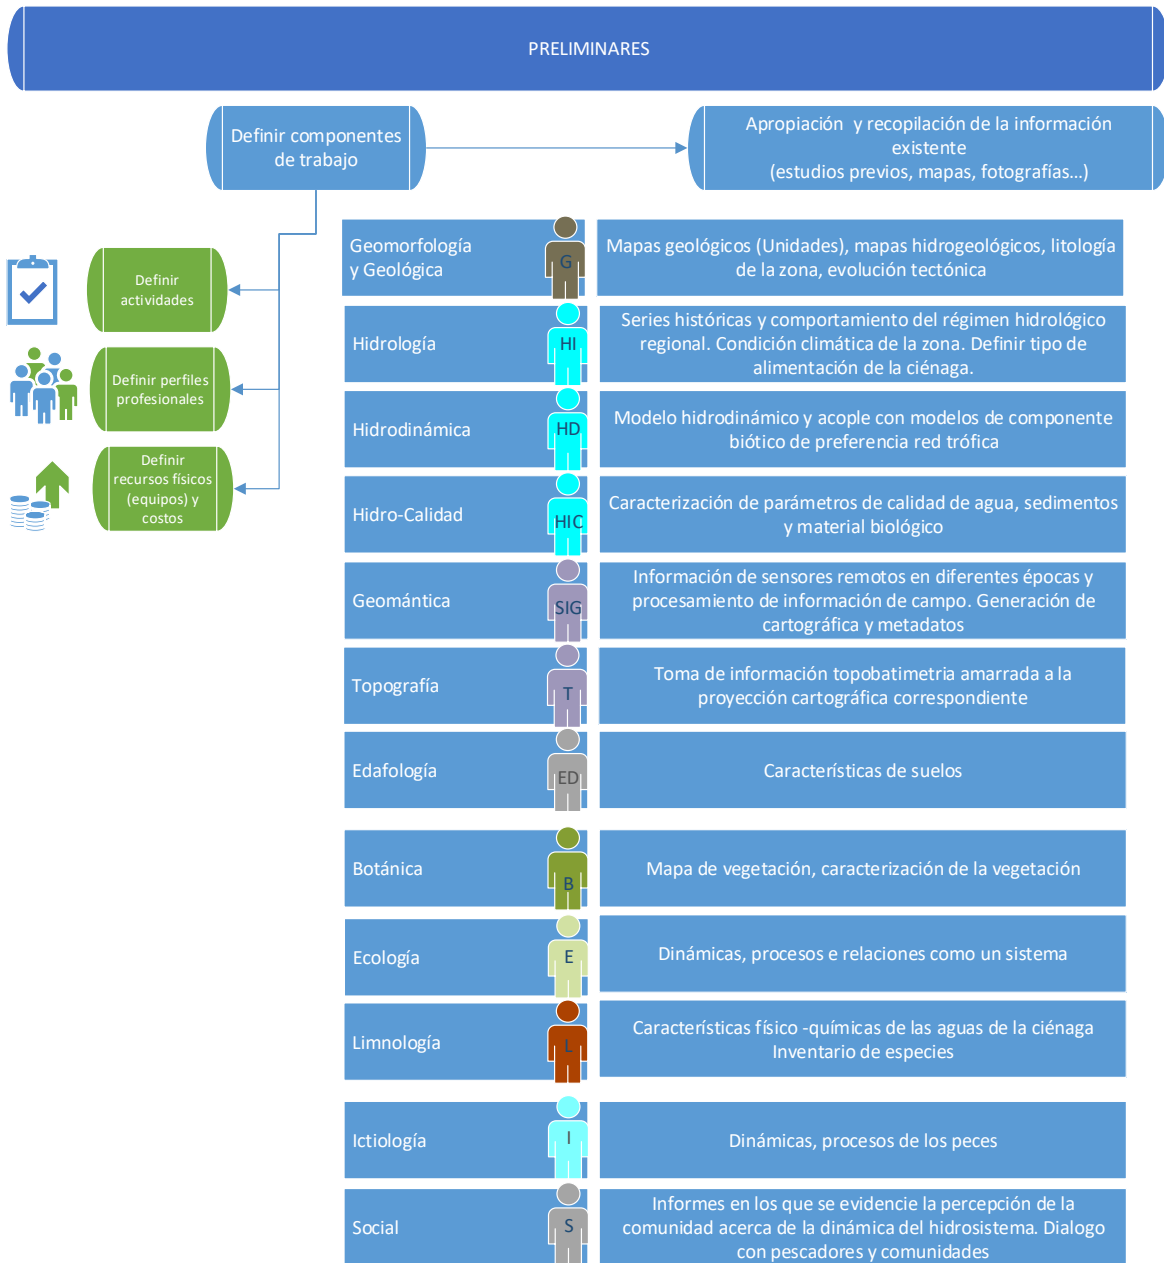 PRELIMINARES
Definir componentes
de trabajo
Apropiación y recopilación de la información
existente
(estudios previos, mapas, fotografías...)
Definir
actividades
Definir perfiles
profesionales
Definir
recursos físicos
(equipos) y
costos
Geomorfología
y Geológica
G
Mapas geológicos (Unidades), mapas hidrogeológicos, litología
de la zona, evolución tectónica
Hidrología
HI
Series históricas y comportamiento del régimen hidrológico
regional. Condición climática de la zona. Definir tipo de
alimentación de la ciénaga.
Hidrodinámica
HD
Modelo hidrodinámico y acople con modelos de componente
biótico de preferencia red trófica
Hidro-Calidad
HIC
Caracterización de parámetros de calidad de agua, sedimentos
y material biológico
Geomántica
SIG
Información de sensores remotos en diferentes épocas y
procesamiento de información de campo. Generación de
cartográfica y metadatos
Topografía
T
Toma de información topobatimetria amarrada a la
proyección cartográfica correspondiente
Edafología
ED
Características de suelos
Botánica
B
Mapa de vegetación, caracterización de la vegetación
Ecología
E
Dinámicas, procesos e relaciones como un sistema
Limnología
L
Característicás físico -químicas de las aguas de la ciénaga
Inventario de especies
Ictiología
I
Dinámicas, procesos de los peces
Social
S
Informes en los que se evidencie la percepción de la
comunidad acerca de la dinámica del hidrosistema. Dialogo
con pescadores y comunidades